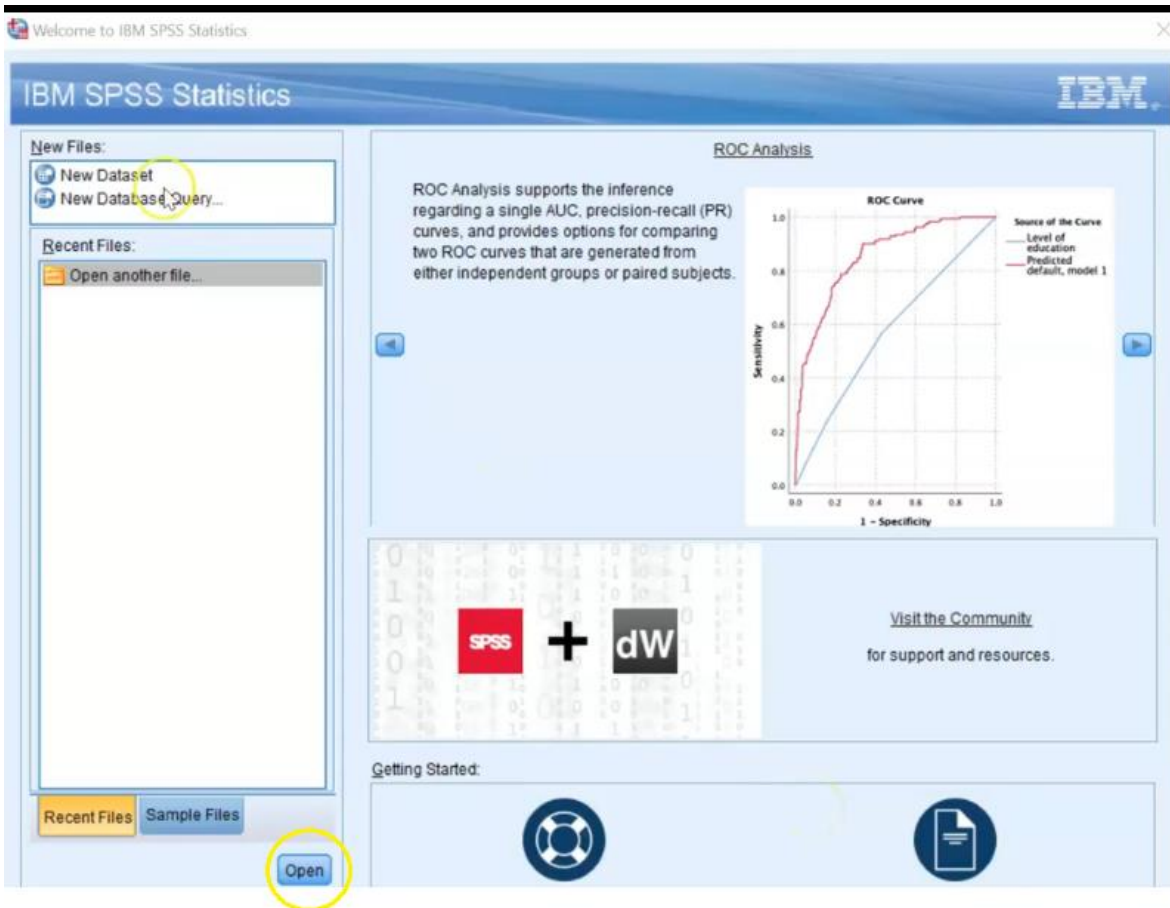 Welcome to IBM SPSS Statistics
IBM SPSS Statistics
IBM.
New Files:
New Dataset
New Database Query...
Recent Files:
Open another file...
Recent Files
Sample Files
Open
ROC Analysis
ROC Analysis supports the inference
regarding a single AUC, precision-recall (PR)
curves, and provides options for comparing
two ROC curves that are generated from
either independent groups or paired subjects.
ROC Curve
1.0
0.8
0.6
0.4
0.2
0.0
Sensitivity
0.0 0.2 0.4 0.6 0.8 1.0
1 - Specificity
Source of the Curve
Level of
education
Predicted
default, model 1
SPSS + dW
Visit the Community
for support and resources.
Getting Started: